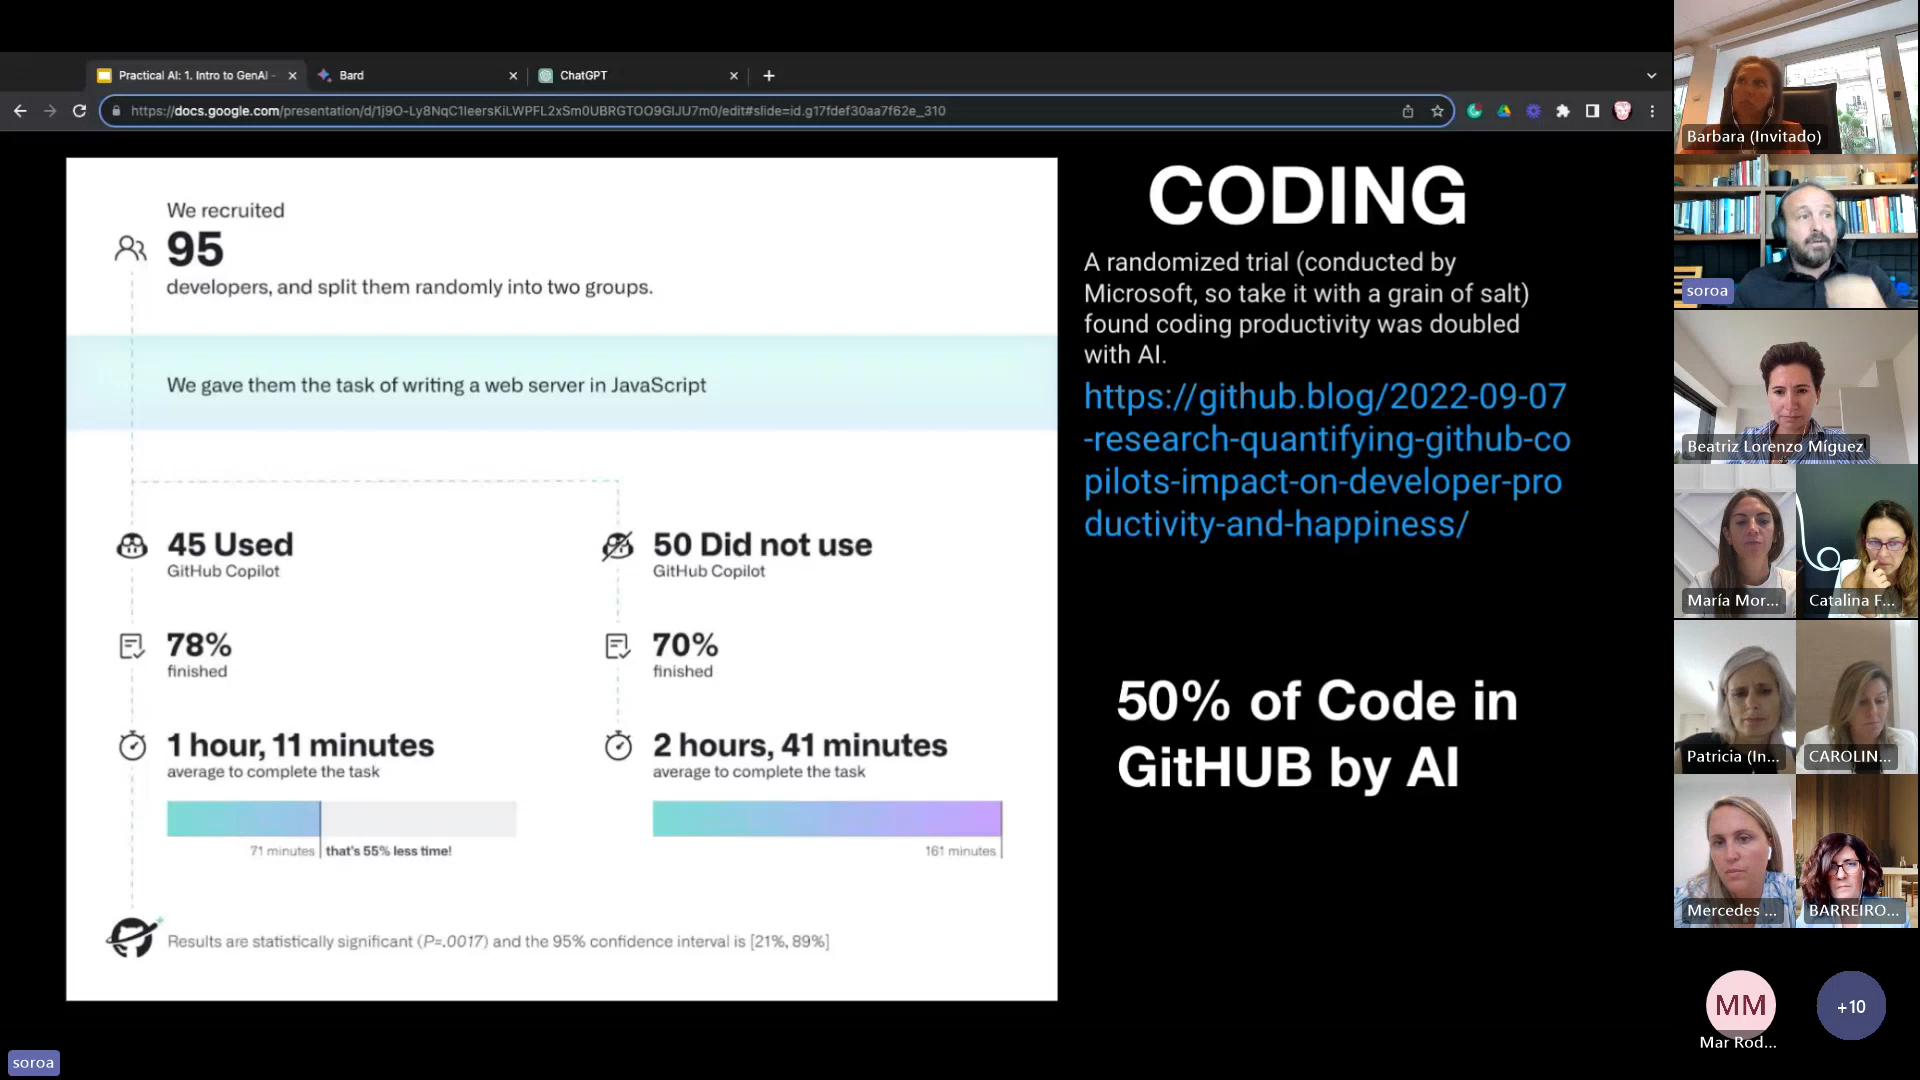 Practical AI: 1. Intro to GenAI -
Bard
ChatGPT
https://docs.google.com/presentation/d/1j9O-Ly8NqC1IeersKiLWPFL2xSm0UBRGTOO9GIJU7m0/edit#slide=id.g17fdef30aa7f62e_310
We recruited
95
developers, and split them randomly into two groups.
We gave them the task of writing a web server in JavaScript
45 Used
GitHub Copilot
50 Did not use
GitHub Copilot
78%
finished
70%
finished
1 hour, 11 minutes
average to complete the task
2 hours, 41 minutes
average to complete the task
71 minutes
that's 55% less time!
161 minutes
Results are statistically significant (P=.0017) and the 95% confidence interval is [21%, 89%]
CODING
A randomized trial (conducted by
Microsoft, so take it with a grain of salt)
found coding productivity was doubled
with AI.
https://github.blog/2022-09-07
-research-quantifying-github-co
pilots-impact-on-developer-pro
ductivity-and-happiness/
50% of Code in
GitHUB by AI
Barbara (Invitado)
soroa
Beatriz Lorenzo Míguez
María Mor...
Catalina F...
Patricia (In...
CAROLIN...
Mercedes ...
BARREIRO...
MM
+10
Mar Rod...
soroa